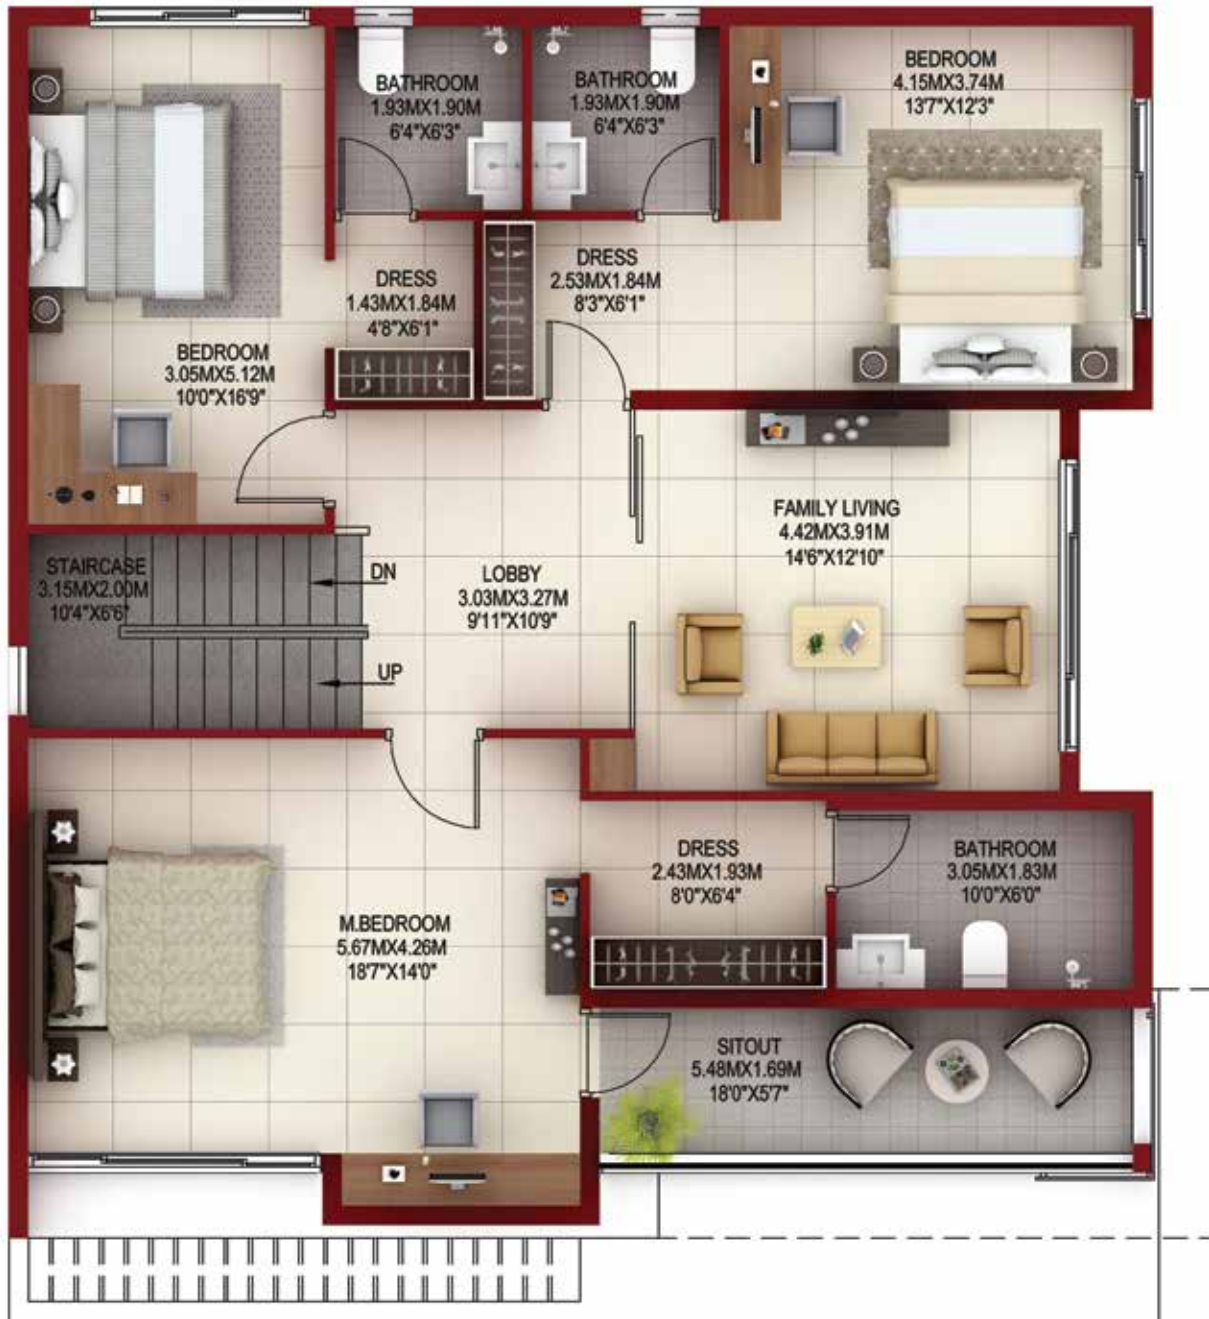 BATHROOM
1.93MX1.90M
6'4"X6'3"
BATHROOM
1.93MX1.90M
6'4"X6'3"
BEDROOM
4.15MX3.74M
13'7"X12'3"
DRESS
1.43MX1.84M
4'8"X6'1"
DRESS
2.53MX1.84M
8'3"X6'1"
BEDROOM
3.05MX5.12M
10'0"X16'9"
FAMILY LIVING
4.42MX3.91M
14'6"X12'10"
STAIRCASE
3.15MX2.00M
10'4"X6'6"
DN
LOBBY
3.03MX3.27M
9'11"X10'9"
UP
DRESS
2.43MX1.93M
8'0"X6'4"
BATHROOM
3.05MX1.83M
10'0"X6'0"
M.BEDROOM
5.67MX4.26M
18'7"X14'0"
SITOUT
5.48MX1.69M
18'0"X5'7"